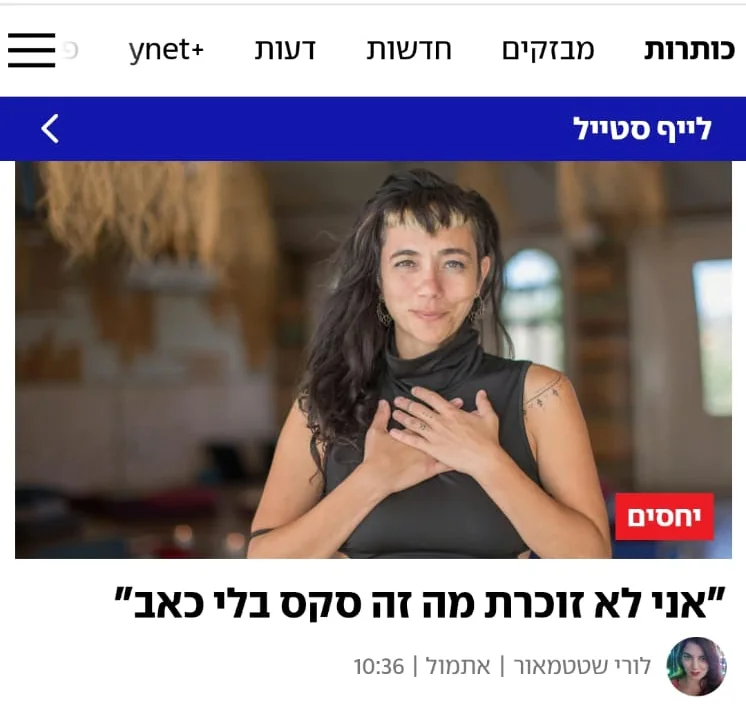 כותרות מבזקים חדשות דעות ynet+
לייף סטייל
יחסים
"אני לא זוכרת מה זה סקס בלי כאב"
לורי שטטמאור | אתמול | 10:36